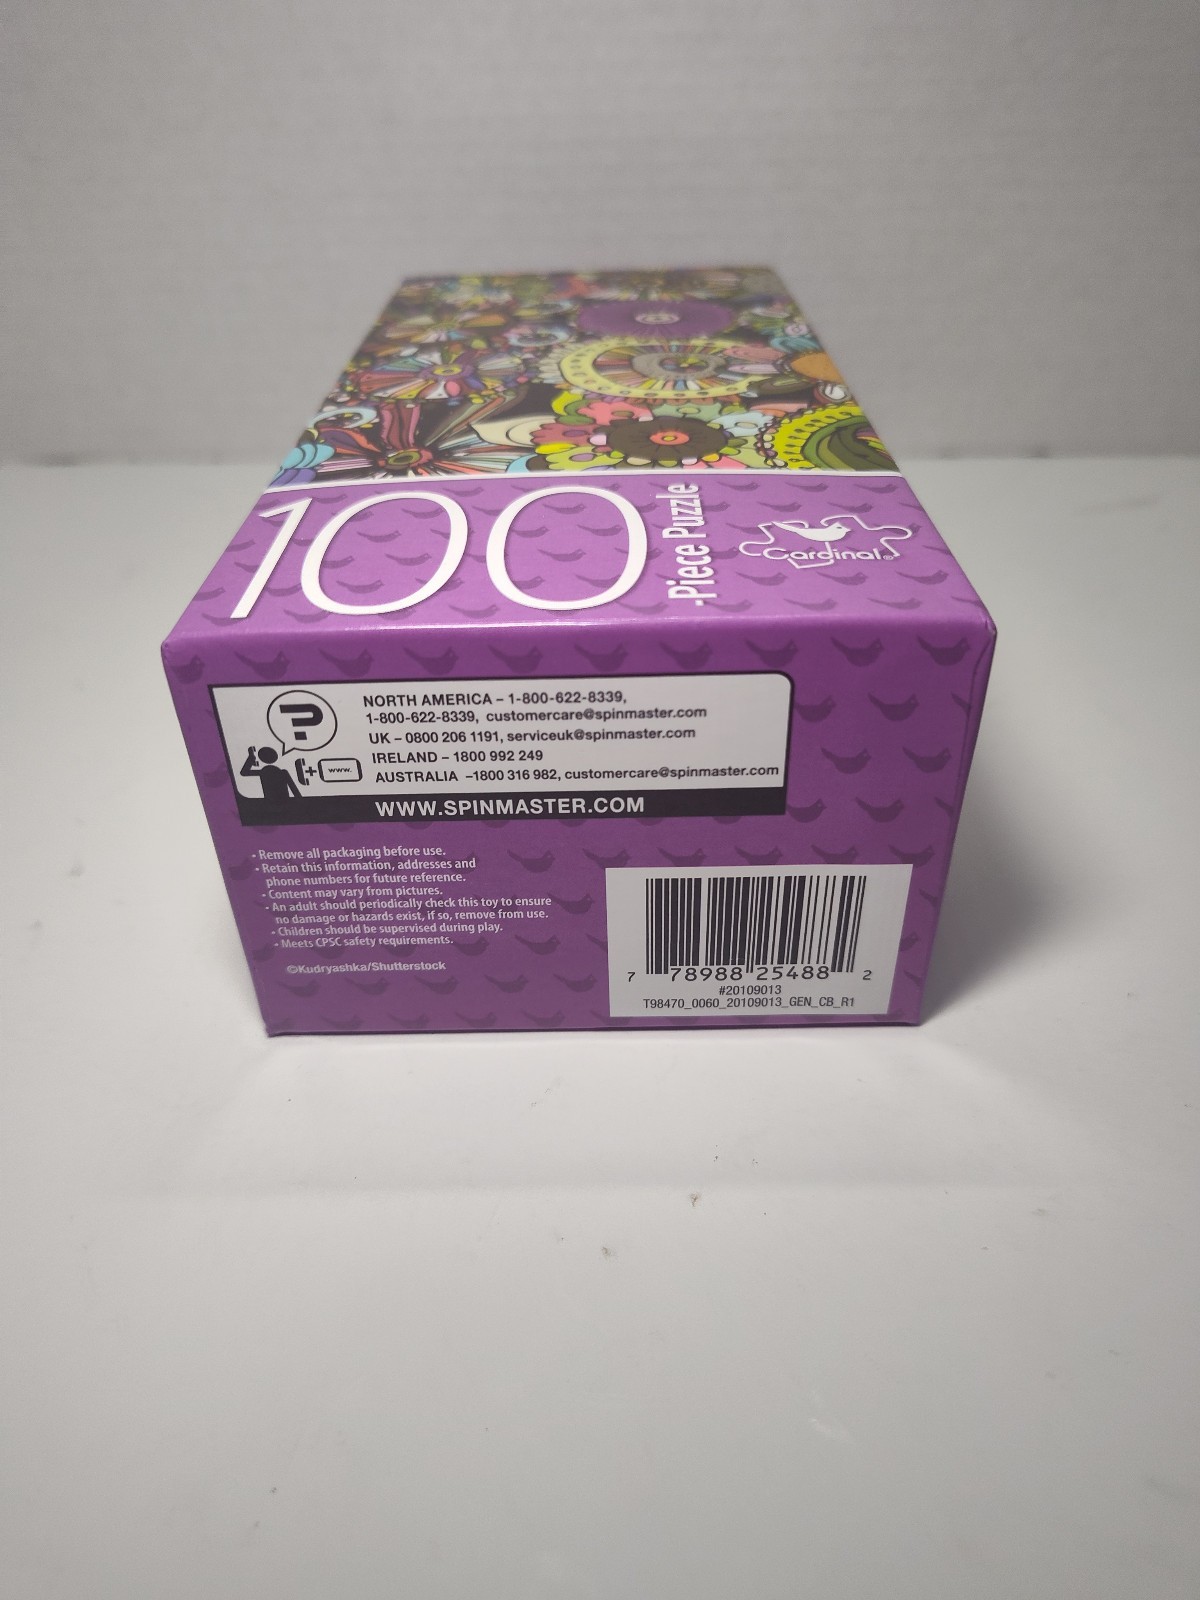 100
-Piece Puzzle
Cardinal®
?
www.
NORTH AMERICA – 1-800-622-8339,
1-800-622-8339, customercare@spinmaster.com
UK – 0800 206 1191, serviceuk@spinmaster.com
IRELAND – 1800 992 249
AUSTRALIA –1800 316 982, customercare@spinmaster.com
WWW.SPINMASTER.COM
• Remove all packaging before use.
• Retain this information, addresses and
phone numbers for future reference.
• Content may vary from pictures.
• An adult should periodically check this toy to ensure
no damage or hazards exist, if so, remove from use.
• Children should be supervised during play.
• Meets CPSC safety requirements.
©Kudryashka/Shutterstock
7 78988 25488 2
#20109013
T98470_0060_20109013_GEN_CB_R1